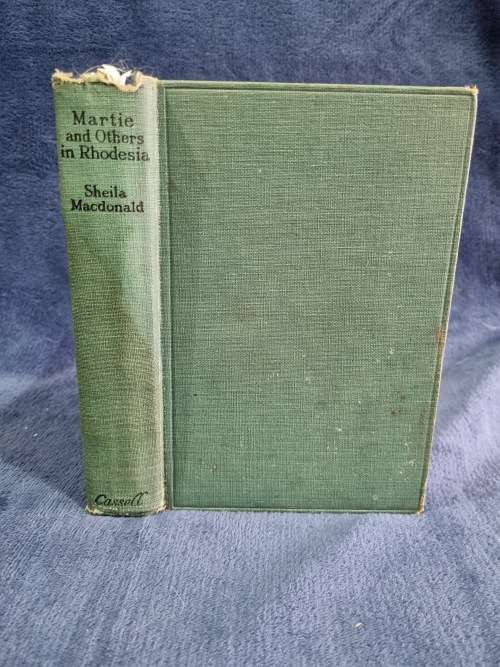 Martie
and Others
in Rhodesia
Sheila
Macdonald
Cassell